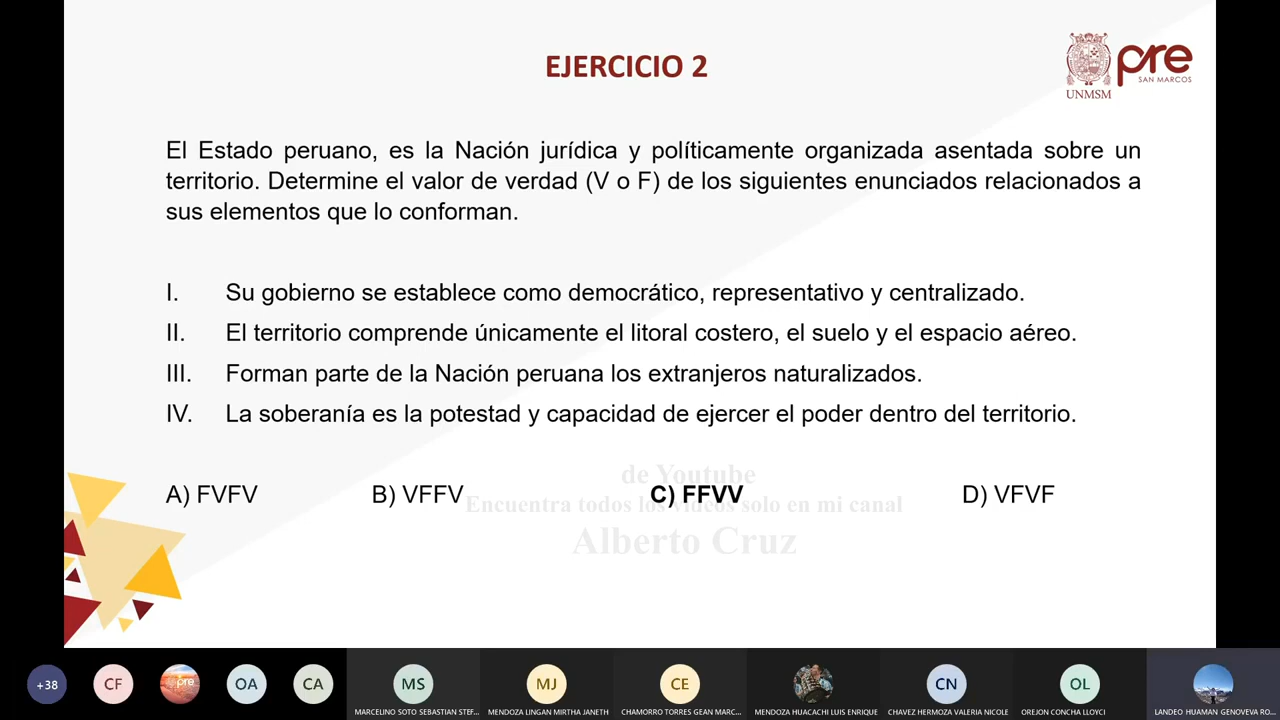 EJERCICIO 2
pre
SAN MARCOS
UNMSM
El Estado peruano, es la Nación jurídica y políticamente organizada asentada sobre un
territorio. Determine el valor de verdad (V o F) de los siguientes enunciados relacionados a
sus elementos que lo conforman.
I. Su gobierno se establece como democrático, representativo y centralizado.
II. El territorio comprende únicamente el litoral costero, el suelo y el espacio aéreo.
III. Forman parte de la Nación peruana los extranjeros naturalizados.
IV. La soberanía es la potestad y capacidad de ejercer el poder dentro del territorio.
de Youtube
A) FVFV B) VFFV C) FFVV D) VFVF
Encuentra todos los videos solo en mi canal
Alberto Cruz
+38 CF pre OA CA MS MJ CE CN OL
MARCELINO SOTO SEBASTIAN STEF... MENDOZA LINGAN MIRTHA JANETH CHAMORRO TORRES GEAN MARC... MENDOZA HUACACHI LUIS ENRIQUE CHAVEZ HERMOZA VALERIA NICOLE OREJON CONCHA LLOYCI LANDEO HUAMAN GENOVEVA RO...